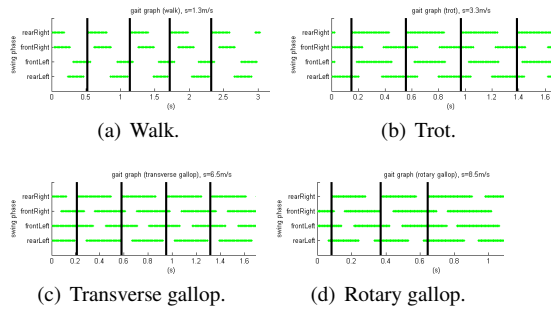 gait graph (walk), s=1.3m/s
rearRight
frontRight
frontLeft
rearLeft
swing phase
0 0.5 1 1.5 2 2.5 3
(s)
(a) Walk.
gait graph (trot), s=3.3m/s
rearRight
frontRight
frontLeft
rearLeft
swing phase
0 0.2 0.4 0.6 0.8 1 1.2 1.4 1.6
(s)
(b) Trot.
gait graph (transverse gallop), s=6.5m/s
rearRight
frontRight
frontLeft
rearLeft
swing phase
0 0.2 0.4 0.6 0.8 1 1.2 1.4 1.6
(s)
(c) Transverse gallop.
gait graph (rotary gallop), s=8.5m/s
rearRight
frontRight
frontLeft
rearLeft
swing phase
0 0.2 0.4 0.6 0.8 1
(s)
(d) Rotary gallop.